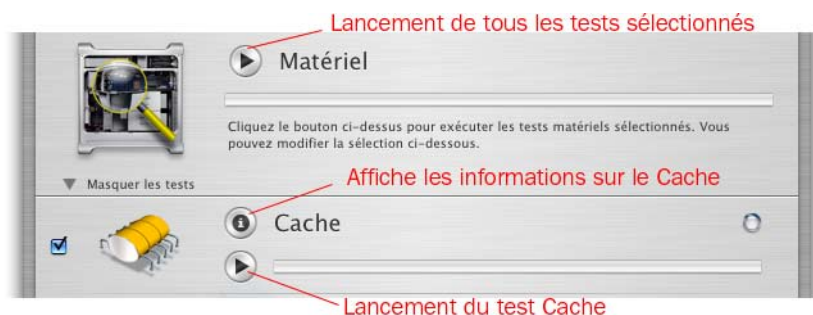 Lancement de tous les tests sélectionnés
Matériel
Cliquez le bouton ci-dessus pour exécuter les tests matériels sélectionnés. Vous
pouvez modifier la sélection ci-dessous.
Masquer les tests
Affiche les informations sur le Cache
Cache
Lancement du test Cache